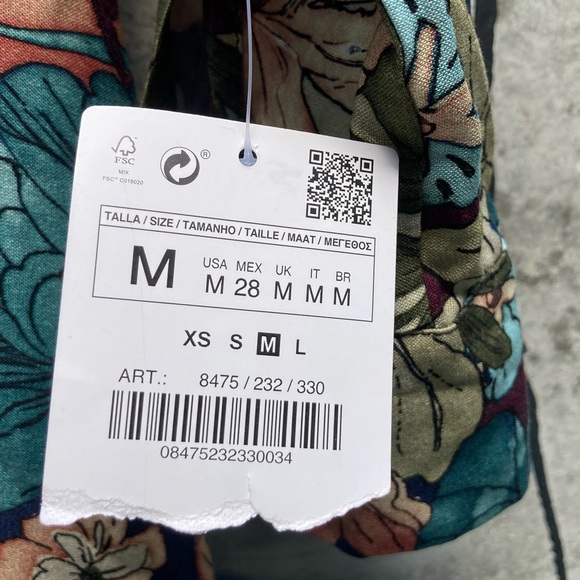 FSC
MIX
FSC® C016020
®
TALLA / SIZE / TAMANHO / TAILLE / MAAT / ΜΕΓΕΘΟΣ
M
USA MEX UK IT BR
M 28 M M M
XS S M L
ART.: 8475 / 232 / 330
08475232330034